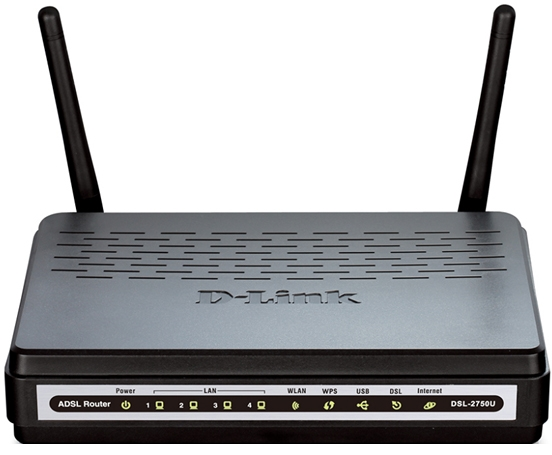 D-Link
Power LAN WLAN WPS USB DSL Internet
ADSL Router 1 2 3 4 DSL-2750U